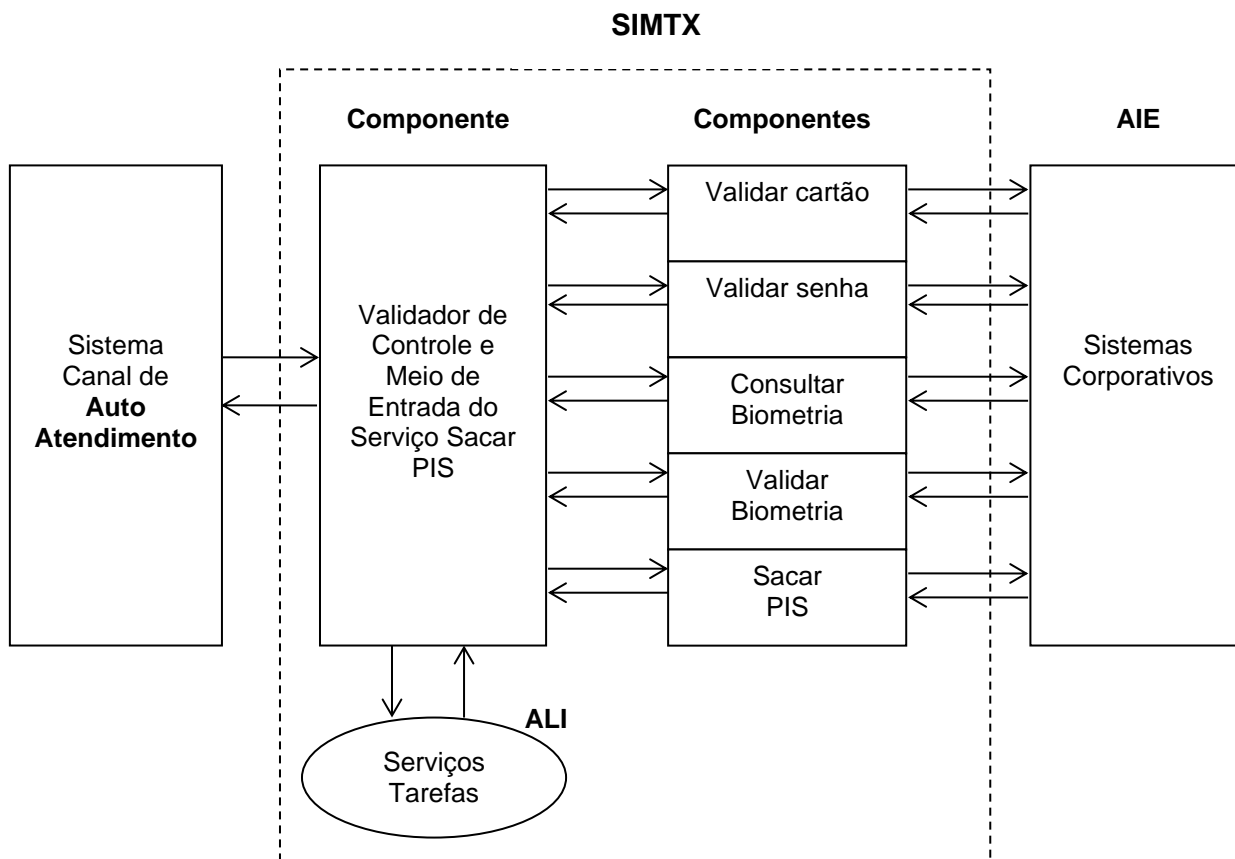 SIMTX
Componente
Componentes
AIE
Sistema
Canal de
Auto
Atendimento
Validador de
Controle e
Meio de
Entrada do
Serviço Sacar
PIS
Validar cartão
Validar senha
Consultar
Biometria
Validar
Biometria
Sacar
PIS
Sistemas
Corporativos
ALI
Serviços
Tarefas